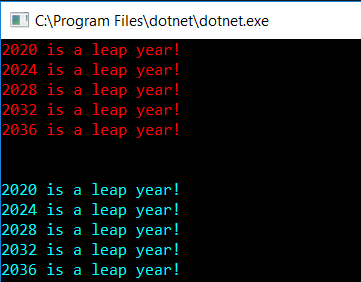 C:\Program Files\dotnet\dotnet.exe
2020 is a leap year!
2024 is a leap year!
2028 is a leap year!
2032 is a leap year!
2036 is a leap year!
2020 is a leap year!
2024 is a leap year!
2028 is a leap year!
2032 is a leap year!
2036 is a leap year!